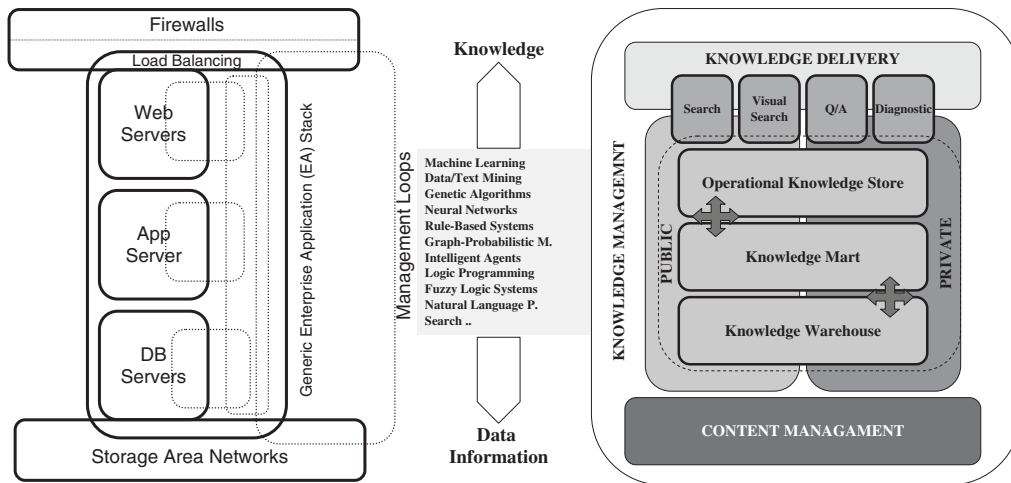 Firewalls
Load Balancing
Web
Servers
App
Server
DB
Servers
Storage Area Networks
Generic Enterprise Application (EA) Stack
Management Loops
Knowledge
Machine Learning
Data/Text Mining
Genetic Algorithms
Neural Networks
Rule-Based Systems
Graph-Probabilistic M.
Intelligent Agents
Logic Programming
Fuzzy Logic Systems
Natural Language P.
Search ..
Data
Information
KNOWLEDGE MANAGEMNT
KNOWLEDGE DELIVERY
Search
Visual
Search
Q/A
Diagnostic
PUBLIC
Operational Knowledge Store
Knowledge Mart
Knowledge Warehouse
PRIVATE
CONTENT MANAGAMENT